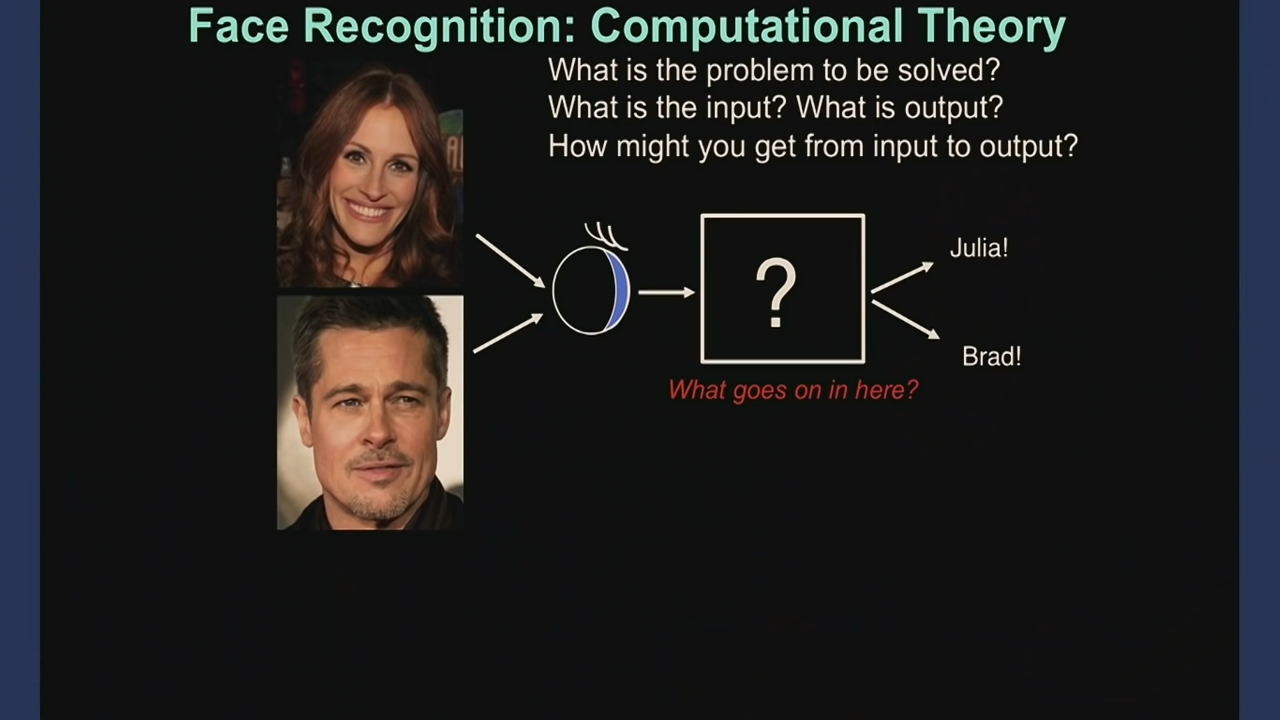 Face Recognition: Computational Theory
What is the problem to be solved?
What is the input? What is output?
How might you get from input to output?
Julia!
?
Brad!
What goes on in here?